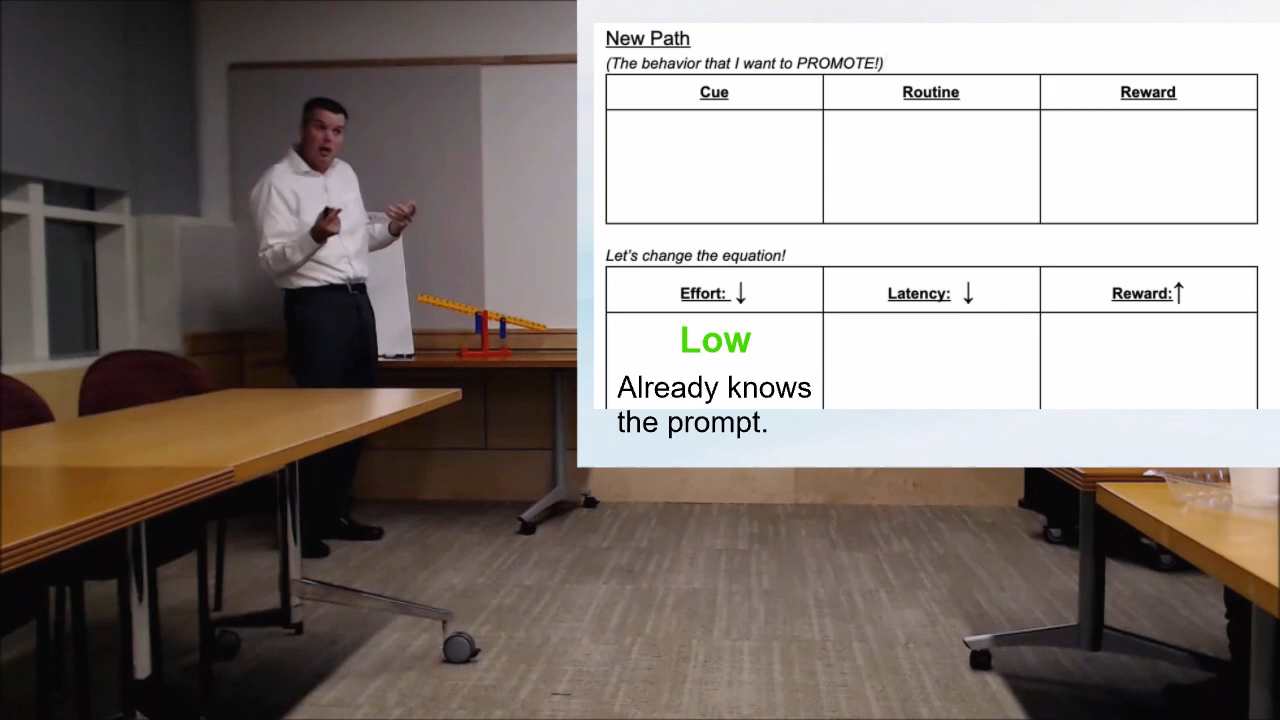 New Path
(The behavior that I want to PROMOTE!)
Cue Routine Reward
Let's change the equation!
Effort: ↓ Latency: ↓ Reward:↑
Low
Already knows
the prompt.